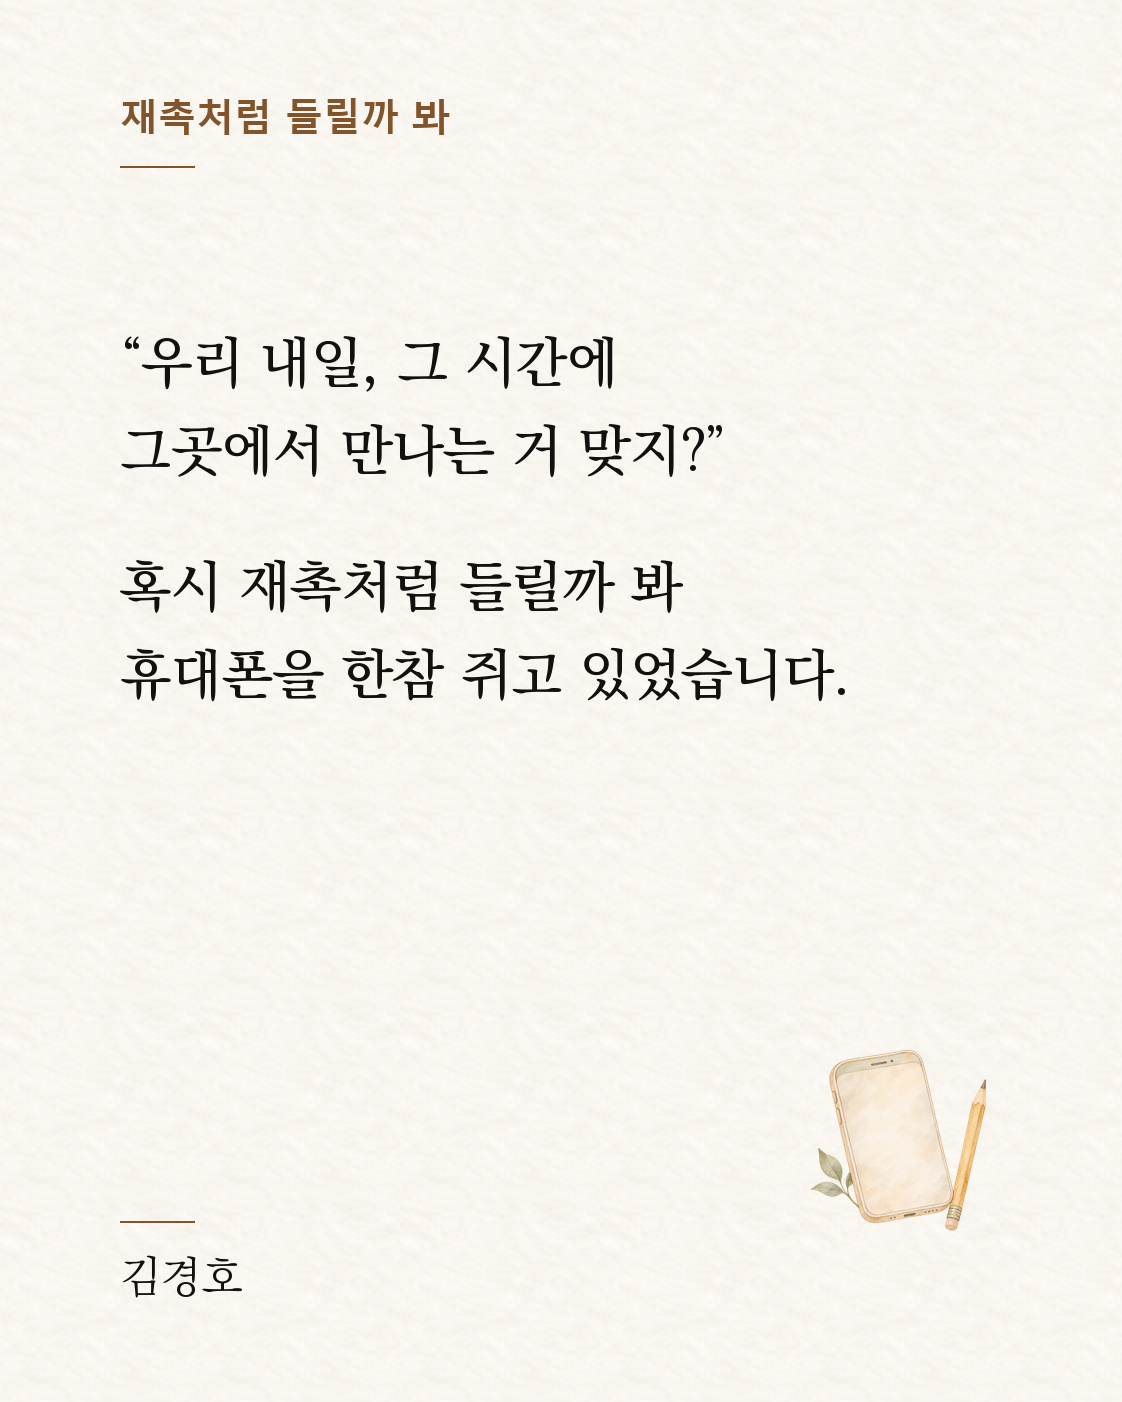 재촉처럼 들릴까 봐
“우리 내일, 그 시간에
그곳에서 만나는 거 맞지?”
혹시 재촉처럼 들릴까 봐
휴대폰을 한참 쥐고 있었습니다.
김경호